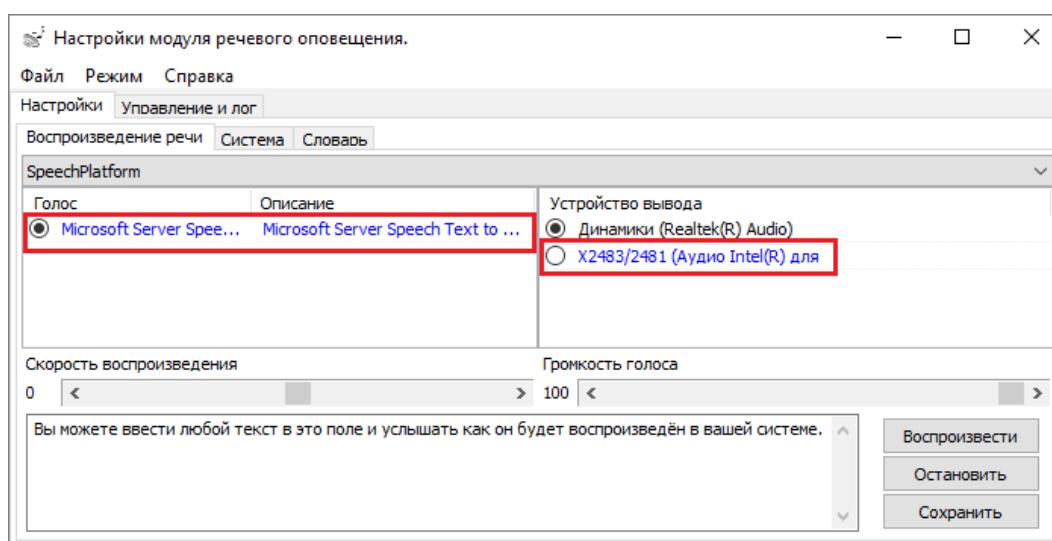 Настройки модуля речевого оповещения.
Файл Режим Справка
Настройки Управление и лог
Воспроизведение речи Система Словарь
SpeechPlatform
Голос Описание Устройство вывода
Microsoft Server Spee... Microsoft Server Speech Text to ... Динамики (Realtek(R) Audio)
X2483/2481 (Аудио Intel(R) для
Скорость воспроизведения Громкость голоса
0 100
Вы можете ввести любой текст в это поле и услышать как он будет воспроизведён в вашей системе.
Воспроизвести
Остановить
Сохранить